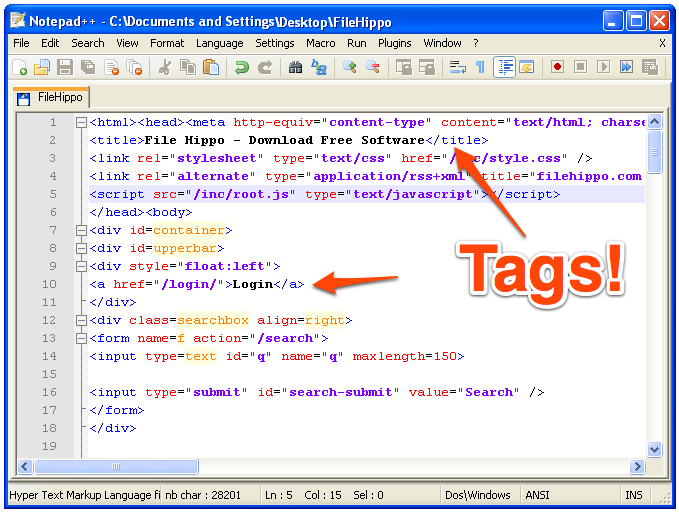 Notepad++ - C:\Documents and Settings\Desktop\FileHippo
File Edit Search View Format Language Settings Macro Run Plugins Window ? X
FileHippo
1 <html><head><meta http-equiv="content-type" content="text/html; charse
2 <title>File Hippo - Download Free Software</title>
3 <link rel="stylesheet" type="text/css" href="/inc/style.css" />
4 <link rel="alternate" type="application/rss+xml" title="filehippo.com
5 <script src="/inc/root.js" type="text/javascript"></script>
6 </head><body>
7 <div id=container>
8 <div id=upperbar>
9 <div style="float:left">
10 <a href="/login/">Login</a>
11 </div>
12 <div class=searchbox align=right>
13 <form name=f action="/search">
14 <input type=text id="q" name="q" maxlength=150>
15
16 <input type="submit" id="search-submit" value="Search" />
17 </form>
18 </div>
19
Tags!
Hyper Text Markup Language fi nb char : 28201 Ln : 5 Col : 15 Sel : 0 Dos\Windows ANSI INS